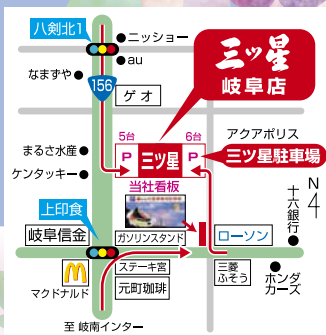 八剣北1
ニッショー
au
なまずや
156
ゲオ
三ツ星
岐阜店
5台
6台
P
三ツ星
P
アクアポリス
三ツ星駐車場
まるさ水産
ケンタッキー
当社看板
N
4
十六銀行
上印食
岐阜信金
ガソリンスタンド
ローソン
M
マクドナルド
ステーキ宮
元町珈琲
三菱
ふそう
ホンダ
カーズ
至 岐南インター